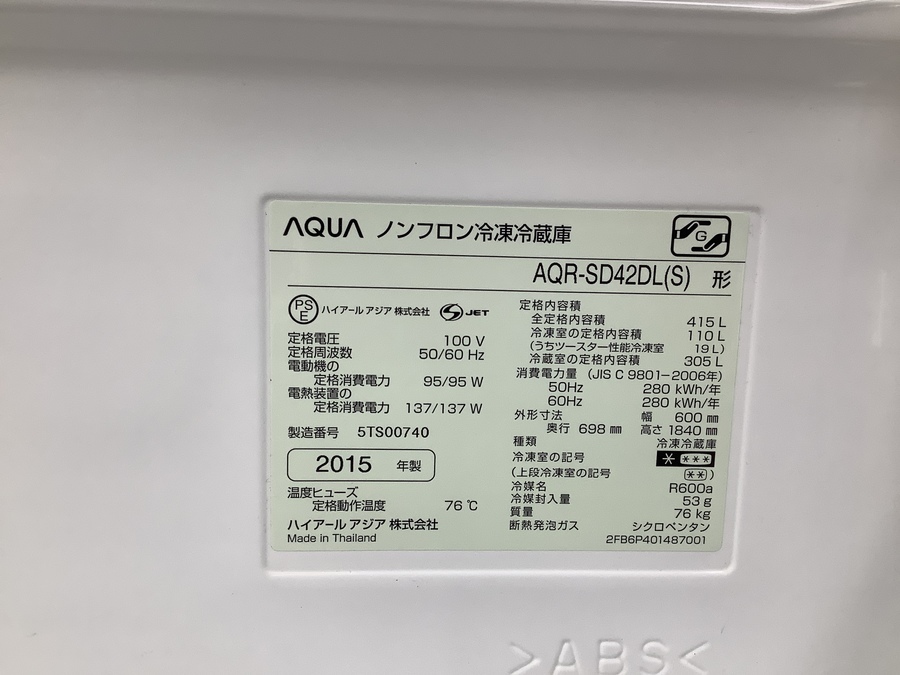 AQUA ノンフロン冷凍冷蔵庫
G
AQR-SD42DL(S) 形
PSE ハイアール アジア 株式会社 S JET
定格電圧 100 V
定格周波数 50/60 Hz
電動機の
定格消費電力 95/95 W
電熱装置の
定格消費電力 137/137 W
製造番号 5TS00740
2015 年製
温度ヒューズ
定格動作温度 76 ℃
ハイアール アジア 株式会社
Made in Thailand
定格内容積
全定格内容積 415 L
冷凍室の定格内容積 110 L
(うちツースター性能冷凍室 19 L)
冷蔵室の定格内容積 305 L
消費電力量 (JIS C 9801-2006年)
50Hz 280 kWh/年
60Hz 280 kWh/年
外形寸法 幅 600 ㎜
奥行 698 ㎜ 高さ 1840 ㎜
種類 冷凍冷蔵庫
冷凍室の記号 * ***
(上段冷凍室の記号 **)
冷媒名 R600a
冷媒封入量 53 g
質量 76 kg
断熱発泡ガス シクロペンタン
2FB6P401487001
>ABS<